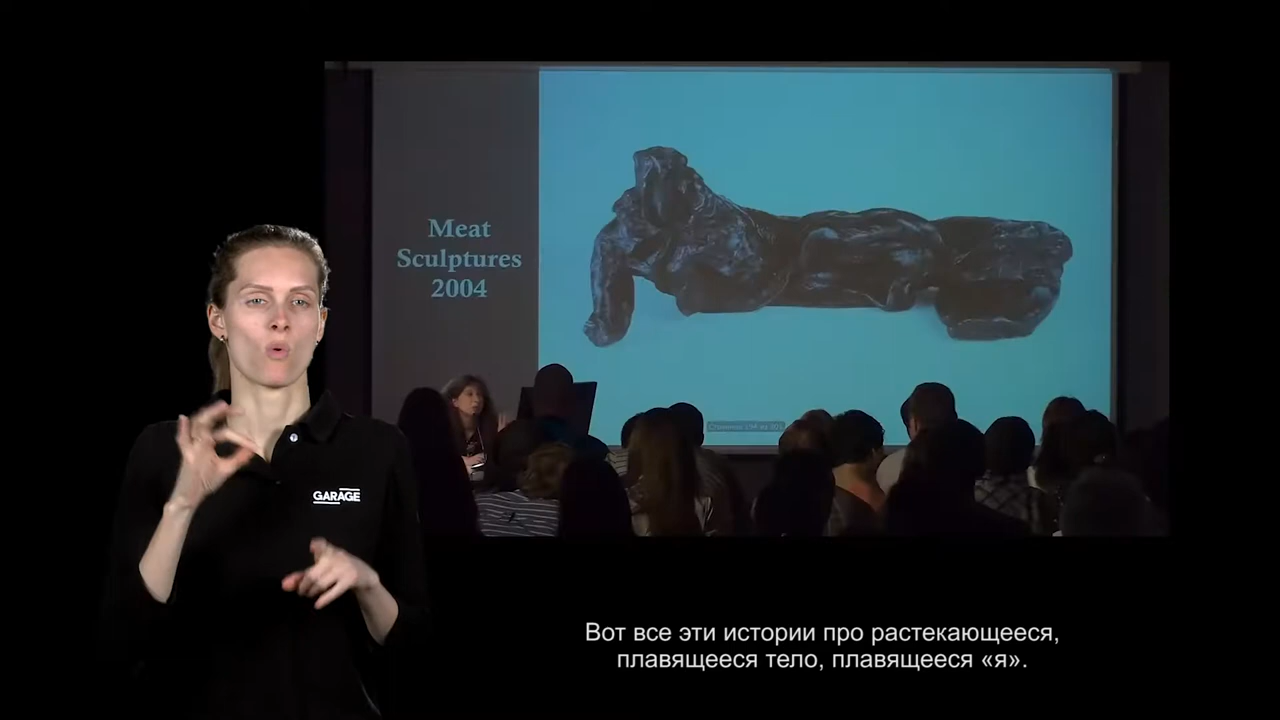 Meat
Sculptures
2004
GARAGE
Вот все эти истории про растекающееся,
плавящееся тело, плавящееся «я».